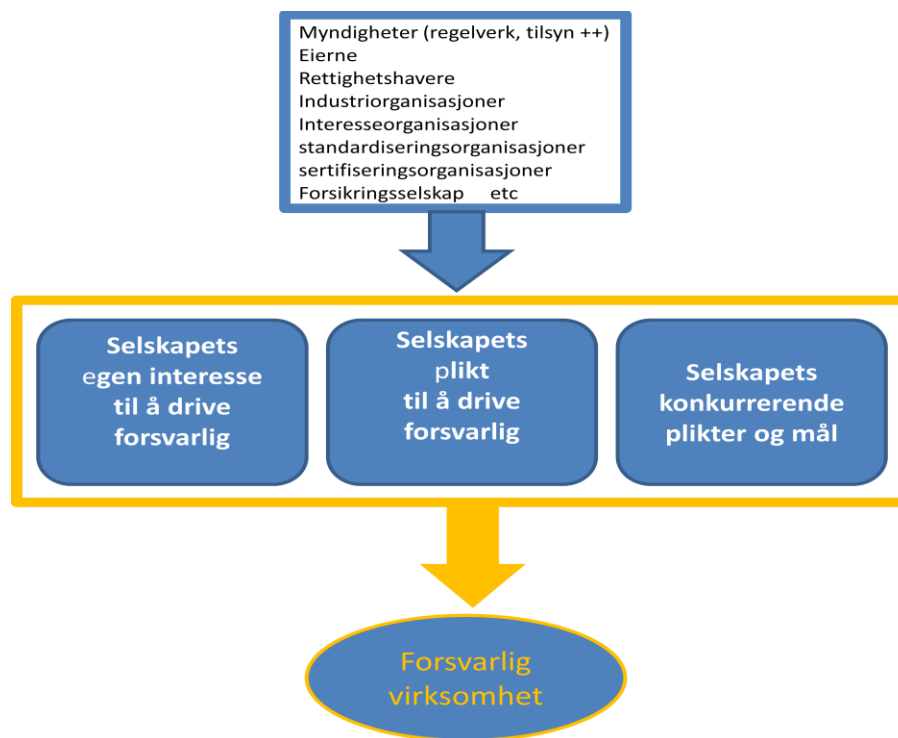 Myndigheter (regelverk, tilsyn ++)
Eierne
Rettighetshavere
Industriorganisasjoner
Interesseorganisasjoner
standardiseringsorganisasjoner
sertifiseringsorganisasjoner
Forsikringsselskap etc
Selskapets
egen interesse
til å drive
forsvarlig
Selskapets
plikt
til å drive
forsvarlig
Selskapets
konkurrerende
plikter og mål
Forsvarlig
virksomhet